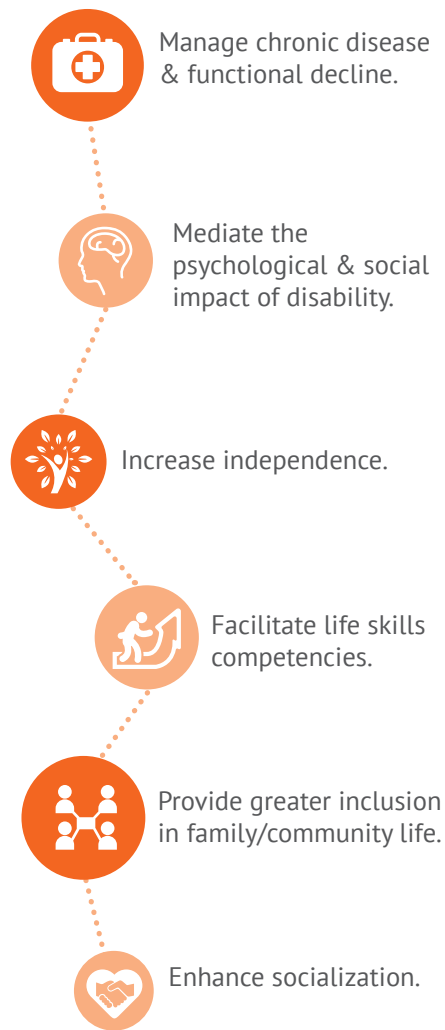 Manage chronic disease
& functional decline.
Mediate the
psychological & social
impact of disability.
Increase independence.
Facilitate life skills
competencies.
Provide greater inclusion
in family/community life.
Enhance socialization.